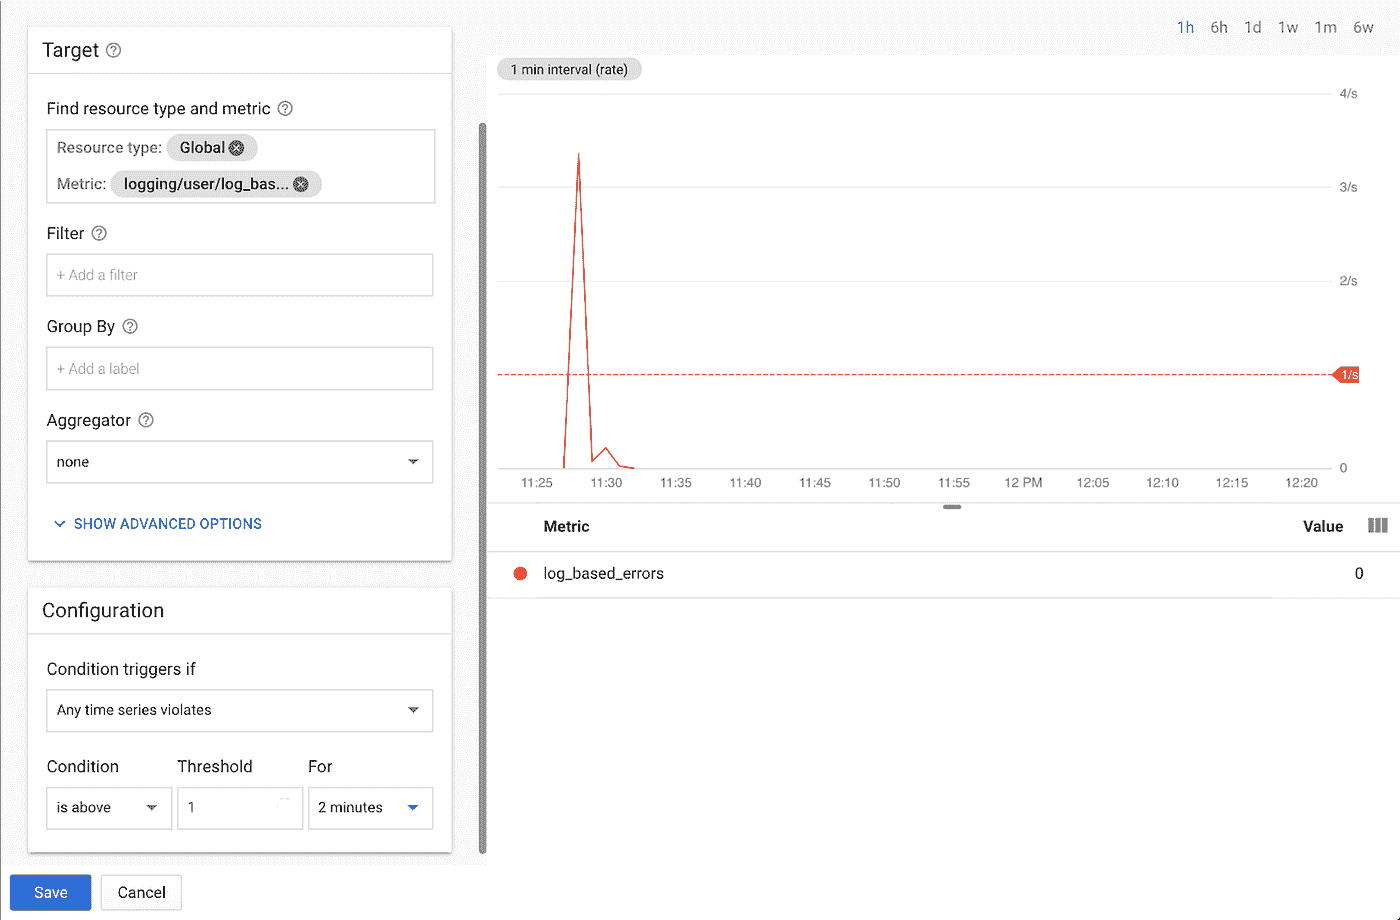 Target
Find resource type and metric
Resource type: Global
Metric: logging/user/log_bas...
Filter
+ Add a filter
Group By
+ Add a label
Aggregator
none
SHOW ADVANCED OPTIONS
Configuration
Condition triggers if
Any time series violates
Condition Threshold For
is above 1 2 minutes
Save Cancel
1h 6h 1d 1w 1m 6w
1 min interval (rate)
4/s
3/s
2/s
1/s
0
11:25 11:30 11:35 11:40 11:45 11:50 11:55 12 PM 12:05 12:10 12:15 12:20
Metric Value
log_based_errors 0